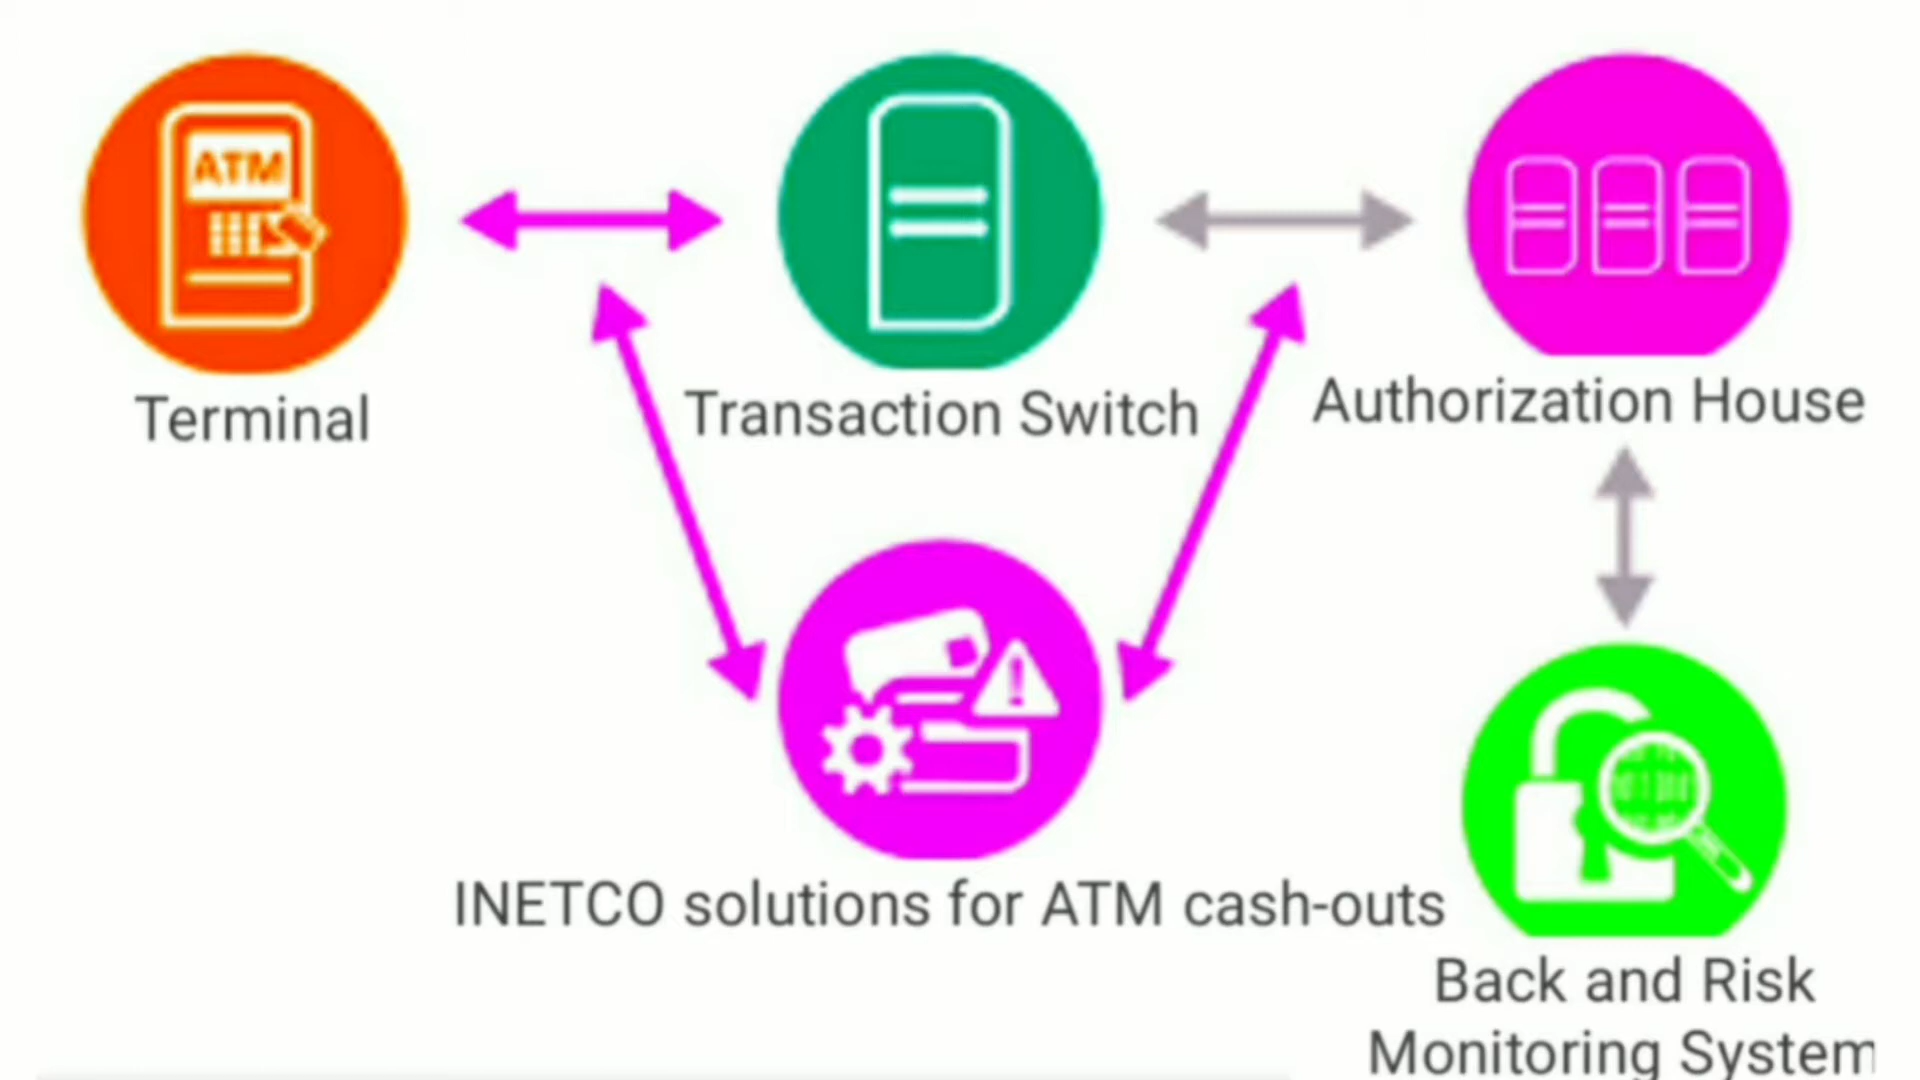 ATM
Terminal
Transaction Switch
Authorization House
INETCO solutions for ATM cash-outs
Back and Risk
Monitoring System